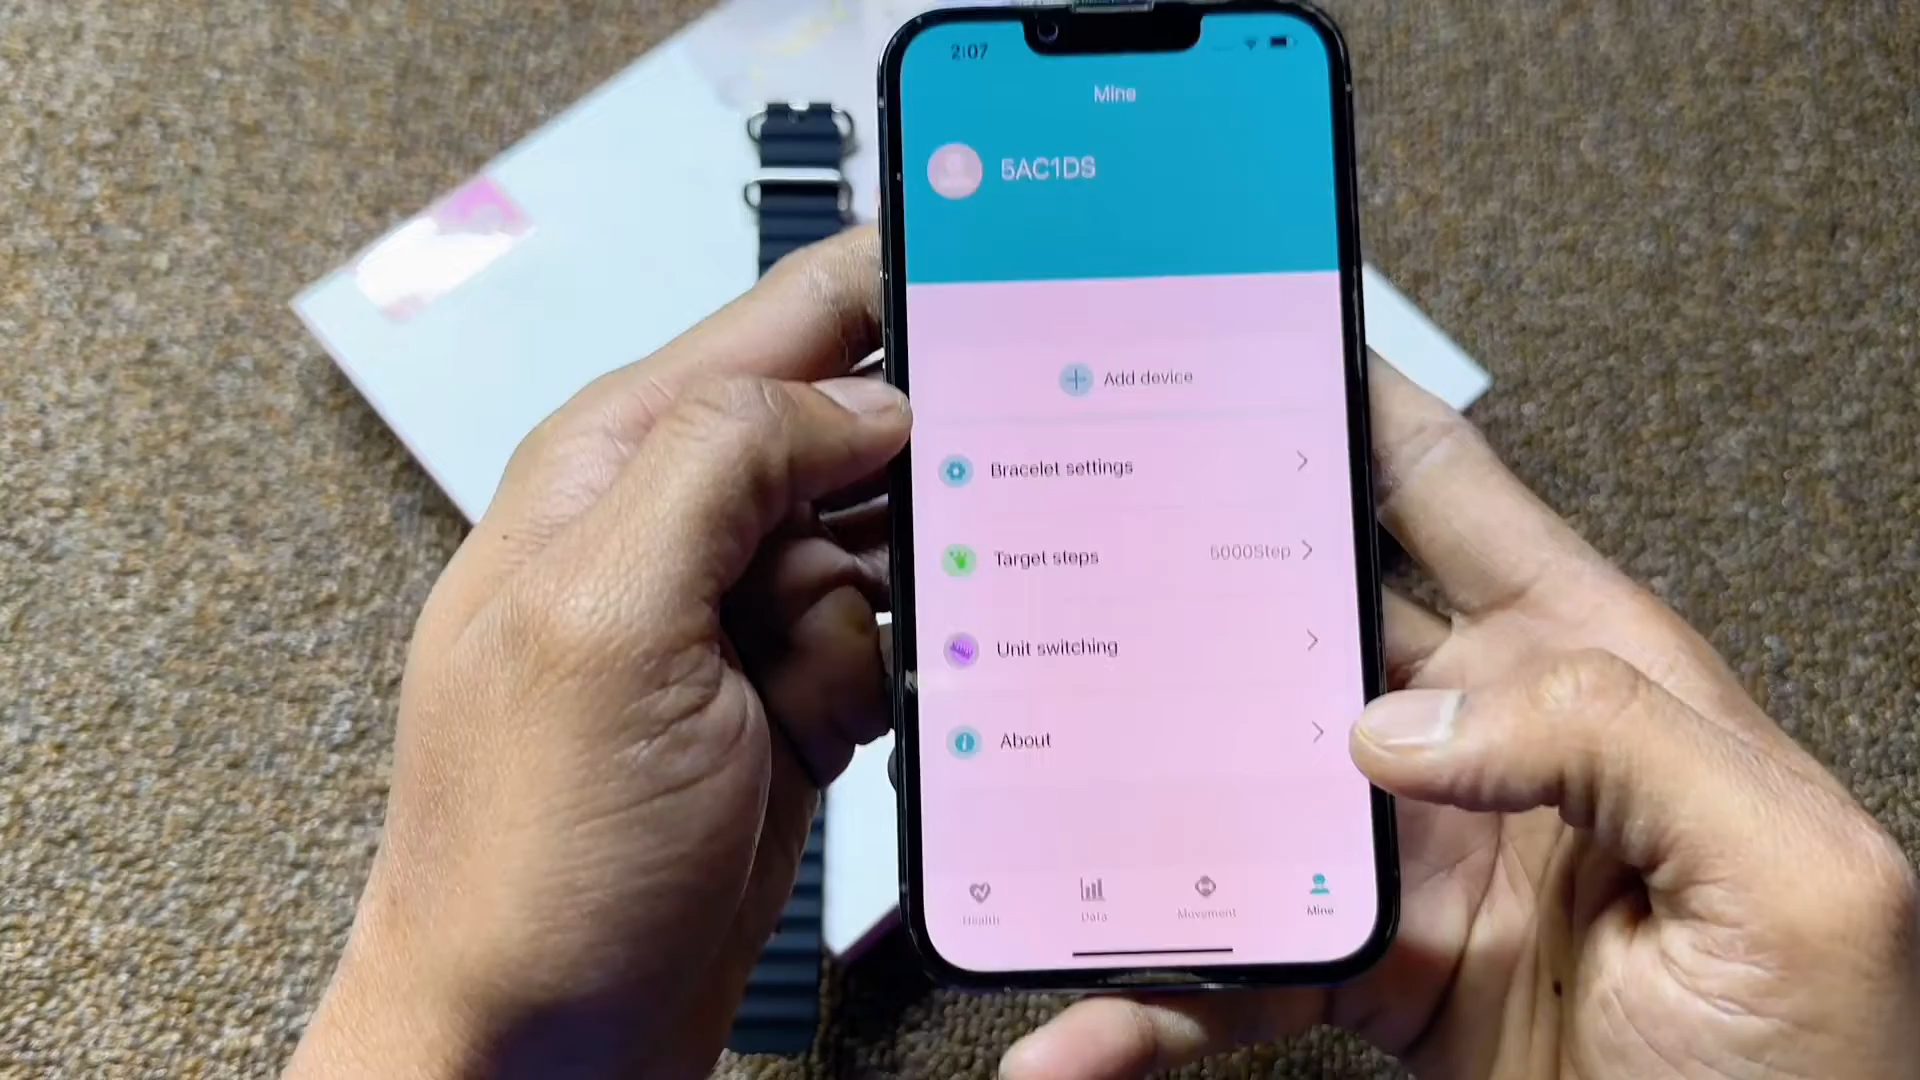 2:07
Mine
5AC1DS
Add device
Bracelet settings
Target steps
5000Step
Unit switching
About
Health
Data
Movement
Mine